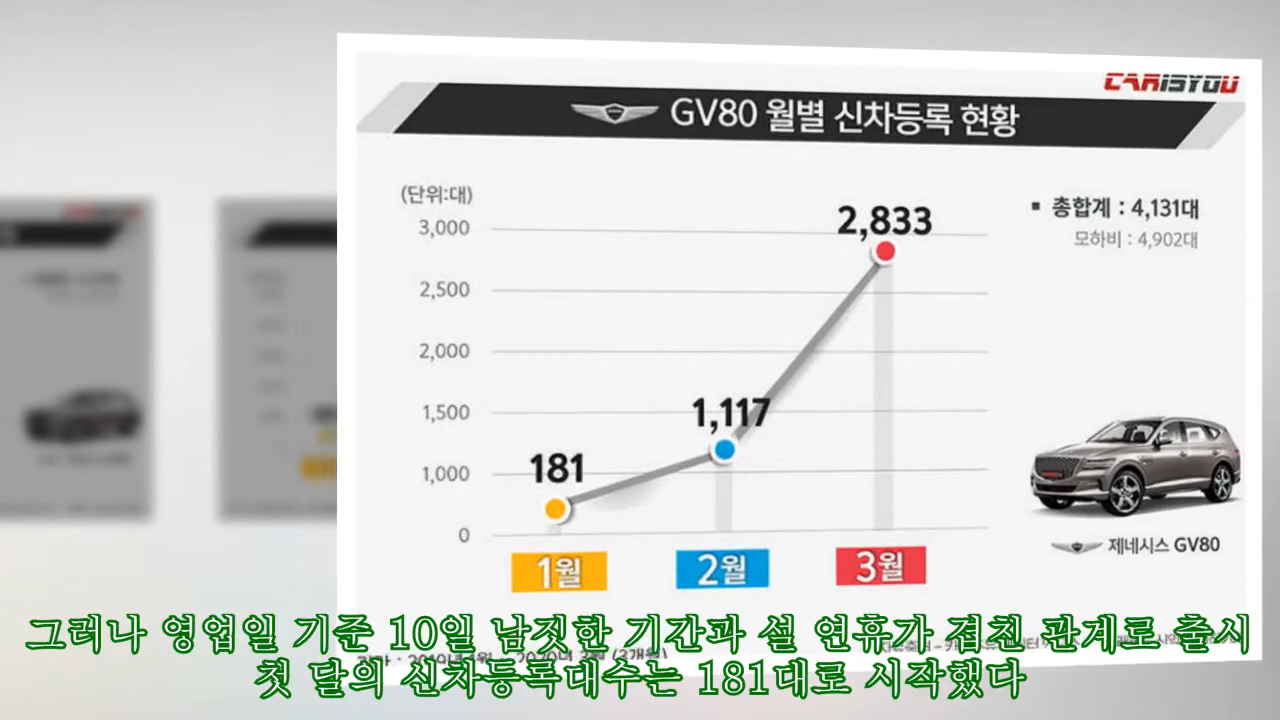 CARISYOU
GV80 월별 신차등록 현황
(단위:대)
3,000
2,500
2,000
1,500
1,000
0
181
1,117
2,833
1월
2월
3월
■ 총합계 : 4,131대
모하비 : 4,902대
제네시스 GV80
그러나 영업일 기준 10일 남짓한 기간과 설 연휴가 겹친 관계로 출시
첫 달의 신차등록대수는 181대로 시작했다